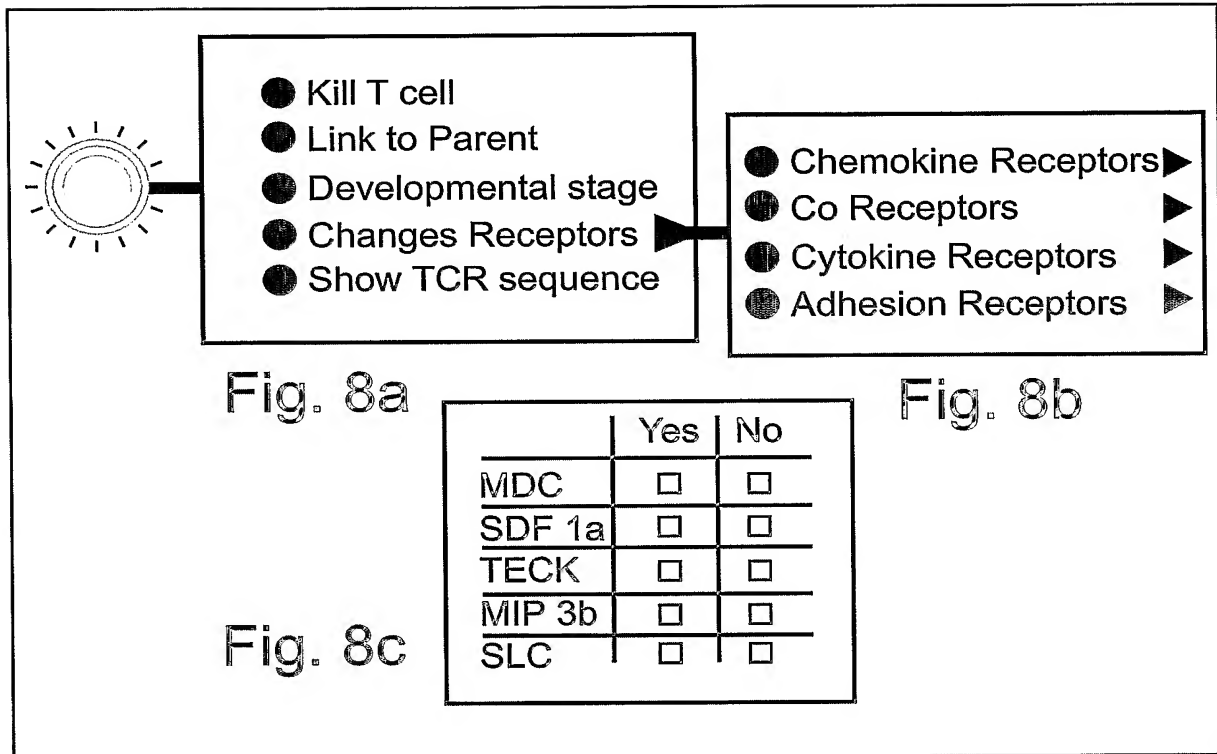 Kill T cell
Link to Parent
Developmental stage
Changes Receptors
Show TCR sequence
Fig. 8a
Chemokine Receptors
Co Receptors
Cytokine Receptors
Adhesion Receptors
Fig. 8b
Yes No
MDC
SDF 1a
TECK
MIP 3b
SLC
Fig. 8c